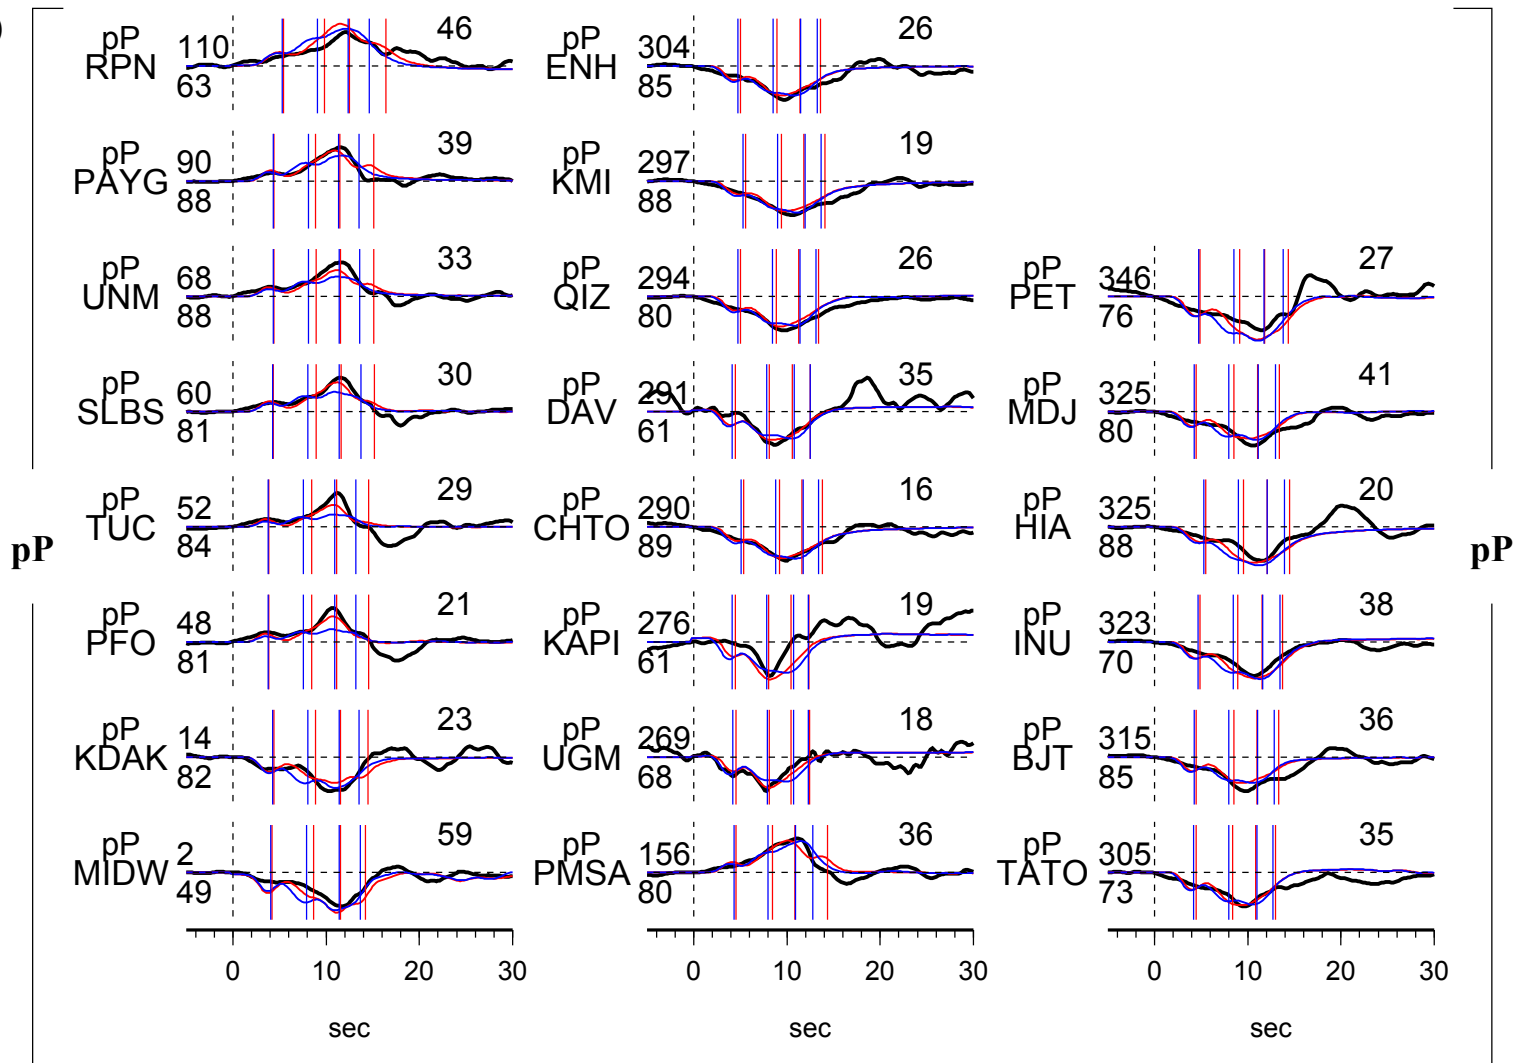 )
pP
RPN
110
63
46
pP
PAYG
90
88
39
pP
UNM
68
88
33
pP
SLBS
60
81
30
pP
TUC
52
84
29
pP
PFO
48
81
21
pP
KDAK
14
82
23
pP
MIDW
2
49
59
0 10 20 30
sec
pP
ENH
304
85
26
pP
KMI
297
88
19
pP
QIZ
294
80
26
pP
DAV
291
61
35
pP
CHTO
290
89
16
pP
KAPI
276
61
19
pP
UGM
269
68
18
pP
PMSA
156
80
36
0 10 20 30
sec
pP
PET
346
76
27
pP
MDJ
325
80
41
pP
HIA
325
88
20
pP
INU
323
70
38
pP
BJT
315
85
36
pP
TATO
305
73
35
0 10 20 30
sec
pP
pP